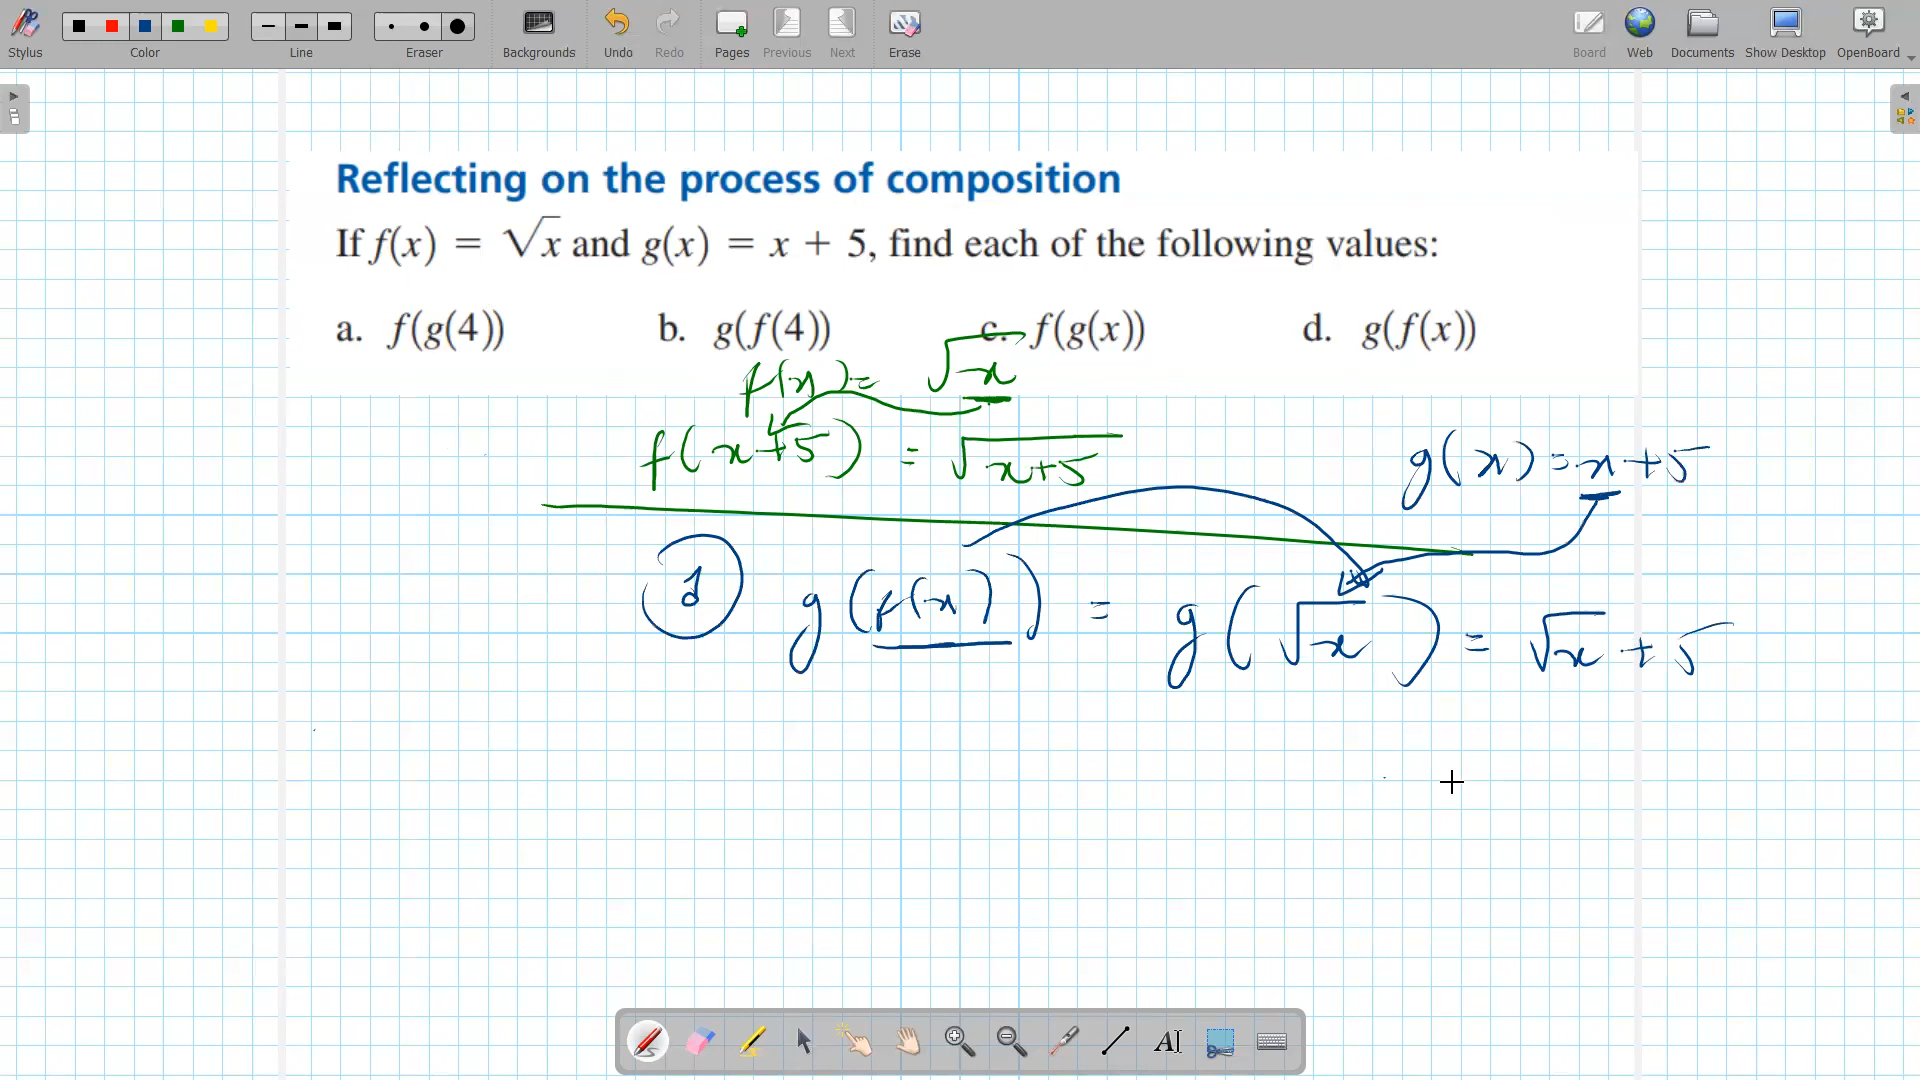 Stylus Color Line Eraser Backgrounds Undo Redo Pages Previous Next Erase Board Web Documents Show Desktop OpenBoard
Reflecting on the process of composition
If f(x) = √x and g(x) = x + 5, find each of the following values:
a. f(g(4)) b. g(f(4)) c. f(g(x)) d. g(f(x))
f(x) = √x
f(x+5) = √x+5
g(x) = x+5
d g(f(x)) = g(√x) = √x + 5